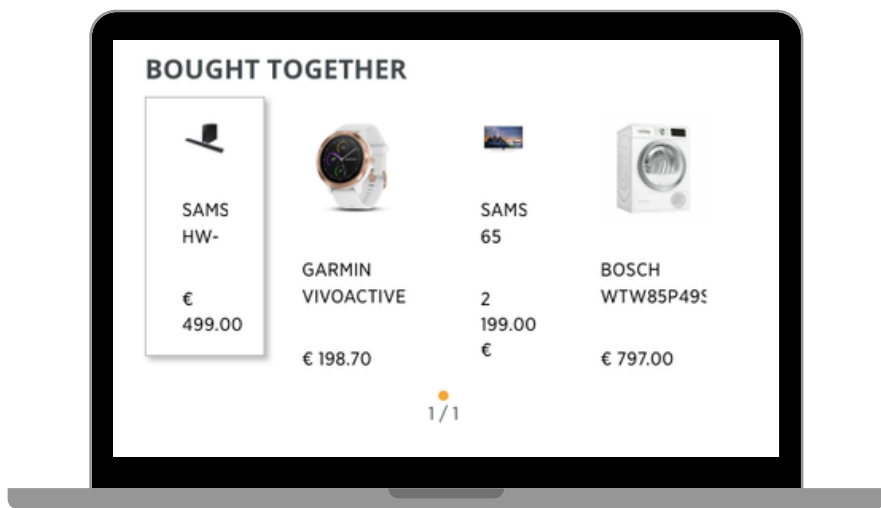 BOUGHT TOGETHER
SAMS
HW-
€
499.00
GARMIN
VIVOACTIVE
€ 198.70
SAMS
65
2
199.00
€
BOSCH
WTW85P49S
€ 797.00
1 / 1